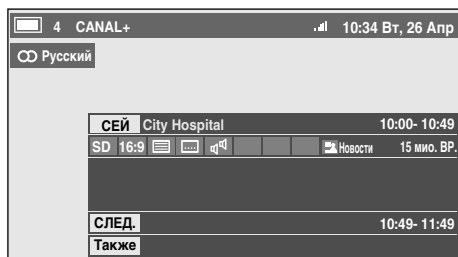 4 CANAL+ 10:34 Вт, 26 Апр
Русский
СЕЙ City Hospital 10:00- 10:49
SD 16:9 Новости 15 мио. ВР.
СЛЕД. 10:49- 11:49
Также